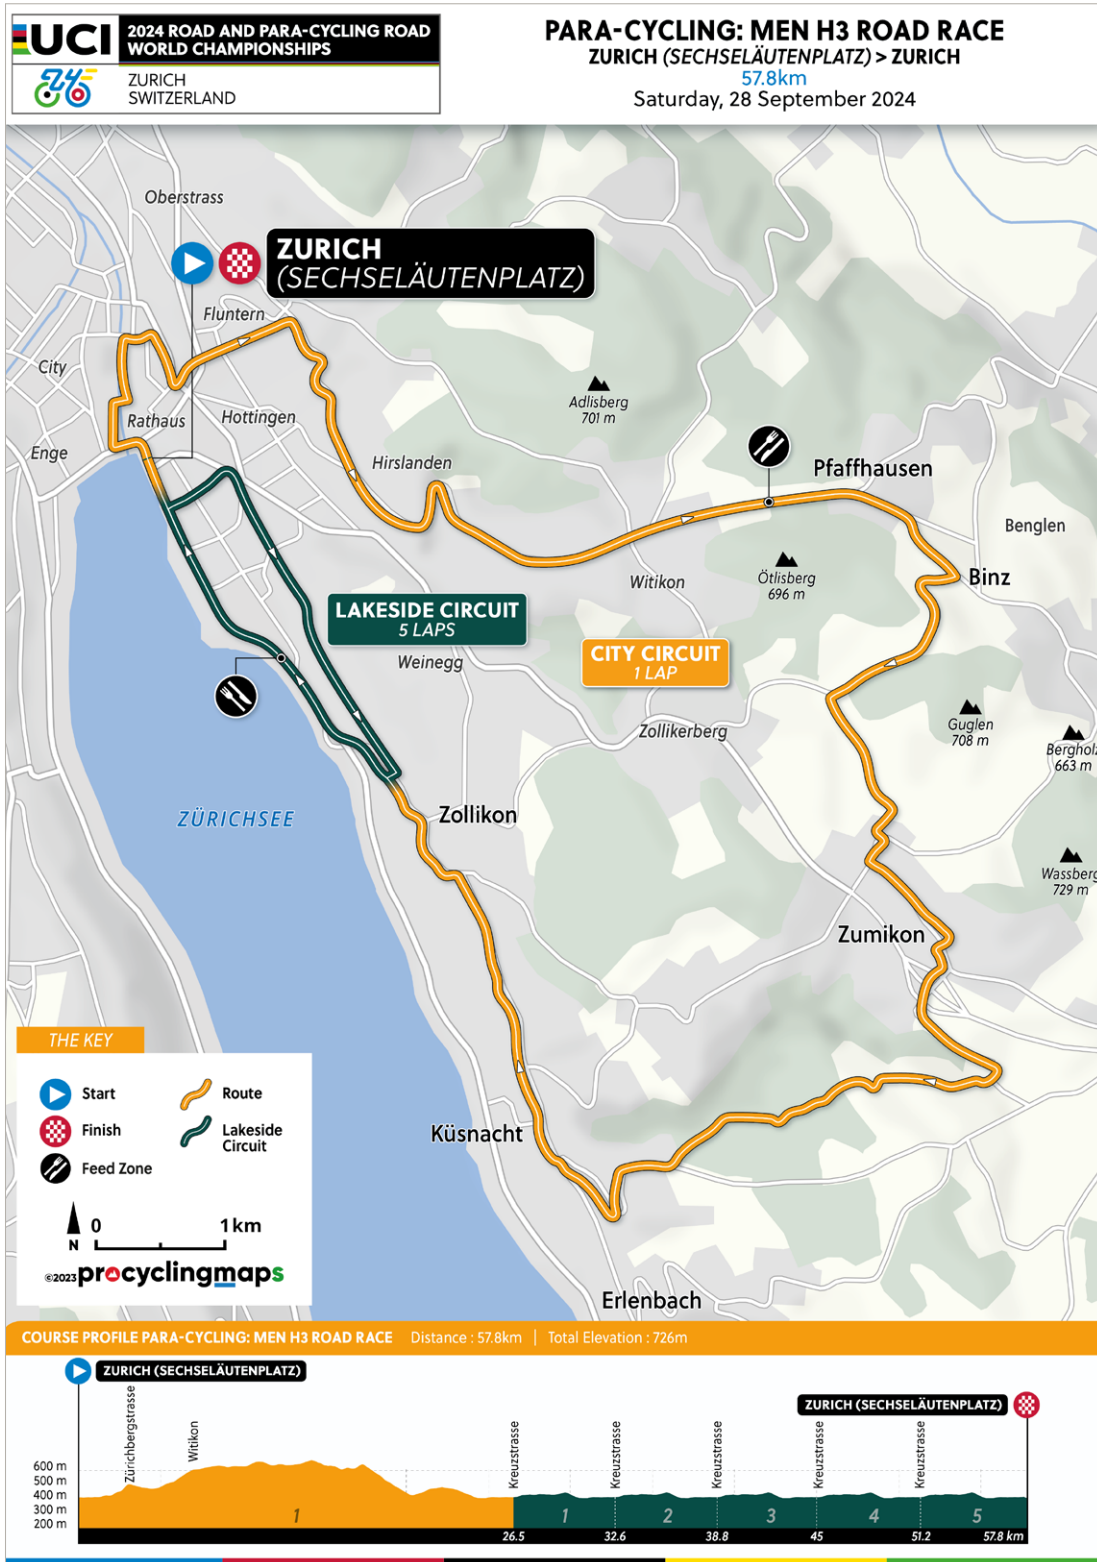 UCI
2024 ROAD AND PARA-CYCLING ROAD
WORLD CHAMPIONSHIPS
ZURICH
SWITZERLAND
PARA-CYCLING: MEN H3 ROAD RACE
ZURICH (SECHSELÄUTENPLATZ) > ZURICH
57.8km
Saturday, 28 September 2024
Oberstrass
ZURICH
(SECHSELÄUTENPLATZ)
Fluntern
City
Adlisberg
701 m
Rathaus
Hottingen
Enge
Hirslanden
Pfaffhausen
Benglen
Witikon
Ötlisberg
696 m
Binz
LAKESIDE CIRCUIT
5 LAPS
CITY CIRCUIT
1 LAP
Weinegg
Zollikerberg
Guglen
708 m
Bergholz
663 m
ZÜRICHSEE
Zollikon
Wassberg
729 m
Zumikon
THE KEY
Start
Route
Finish
Lakeside
Circuit
Feed Zone
Küsnacht
0 1 km
N
©2023 procyclingmaps
Erlenbach
COURSE PROFILE PARA-CYCLING: MEN H3 ROAD RACE Distance : 57.8km | Total Elevation : 726m
ZURICH (SECHSELÄUTENPLATZ)
ZURICH (SECHSELÄUTENPLATZ)
Zürichbergstrasse
Witikon
Kreuzstrasse
Kreuzstrasse
Kreuzstrasse
Kreuzstrasse
Kreuzstrasse
600 m
500 m
400 m
300 m
200 m
1 1 2 3 4 5
26.5 32.6 38.8 45 51.2 57.8 km